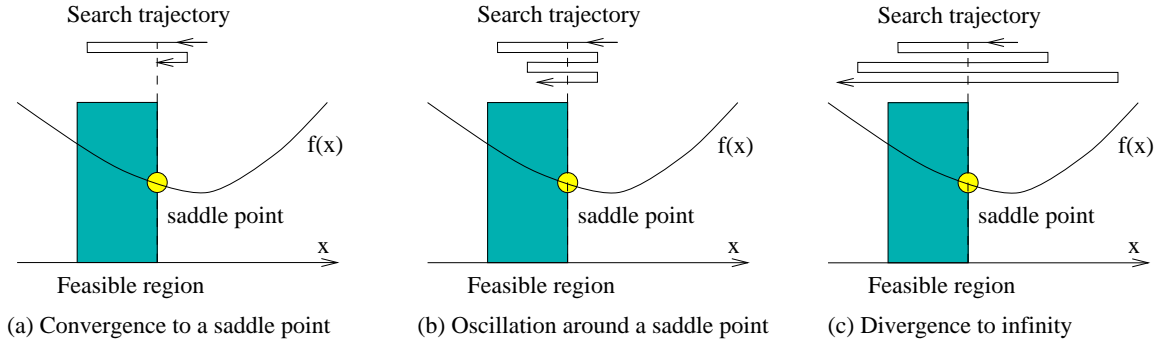 Search trajectory
f(x)
saddle point
x
Feasible region
(a) Convergence to a saddle point
Search trajectory
f(x)
saddle point
x
Feasible region
(b) Oscillation around a saddle point
Search trajectory
f(x)
saddle point
x
Feasible region
(c) Divergence to infinity